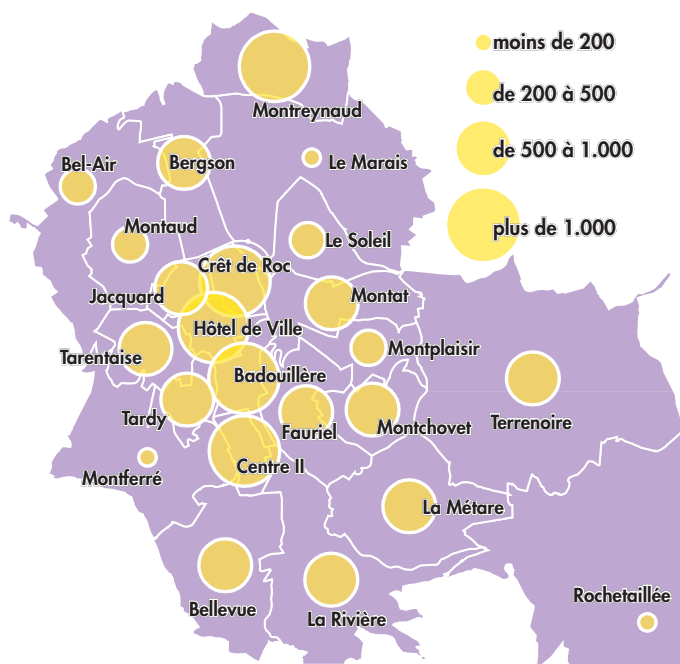 moins de 200
de 200 à 500
de 500 à 1.000
plus de 1.000
Montreynaud
Bel-Air
Bergson
Le Marais
Montaud
Le Soleil
Crêt de Roc
Jacquard
Montat
Hôtel de Ville
Tarentaise
Montplaisir
Badouillère
Tardy
Fauriel
Montchovet
Terrenoire
Centre II
Montferré
La Métare
Rochetaillée
Bellevue
La Rivière